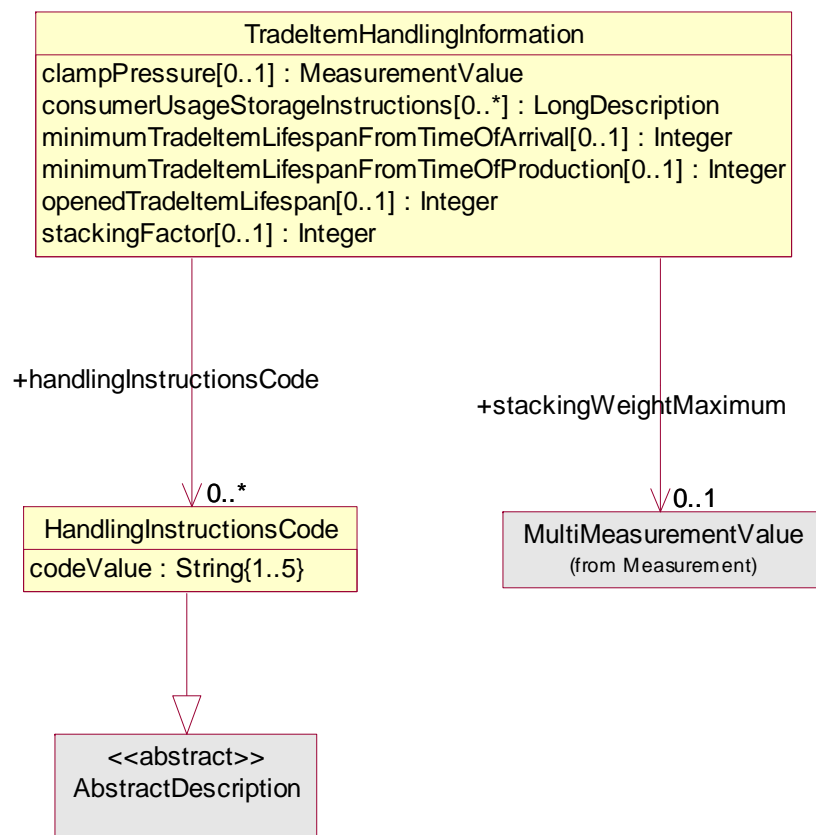 TradeItemHandlingInformation
clampPressure[0..1] : MeasurementValue
consumerUsageStorageInstructions[0..*] : LongDescription
minimumTradeItemLifespanFromTimeOfArrival[0..1] : Integer
minimumTradeItemLifespanFromTimeOfProduction[0..1] : Integer
openedTradeItemLifespan[0..1] : Integer
stackingFactor[0..1] : Integer
+handlingInstructionsCode
+stackingWeightMaximum
0..*
0..1
HandlingInstructionsCode
codeValue : String{1..5}
MultiMeasurementValue
(from Measurement)
<<abstract>>
AbstractDescription